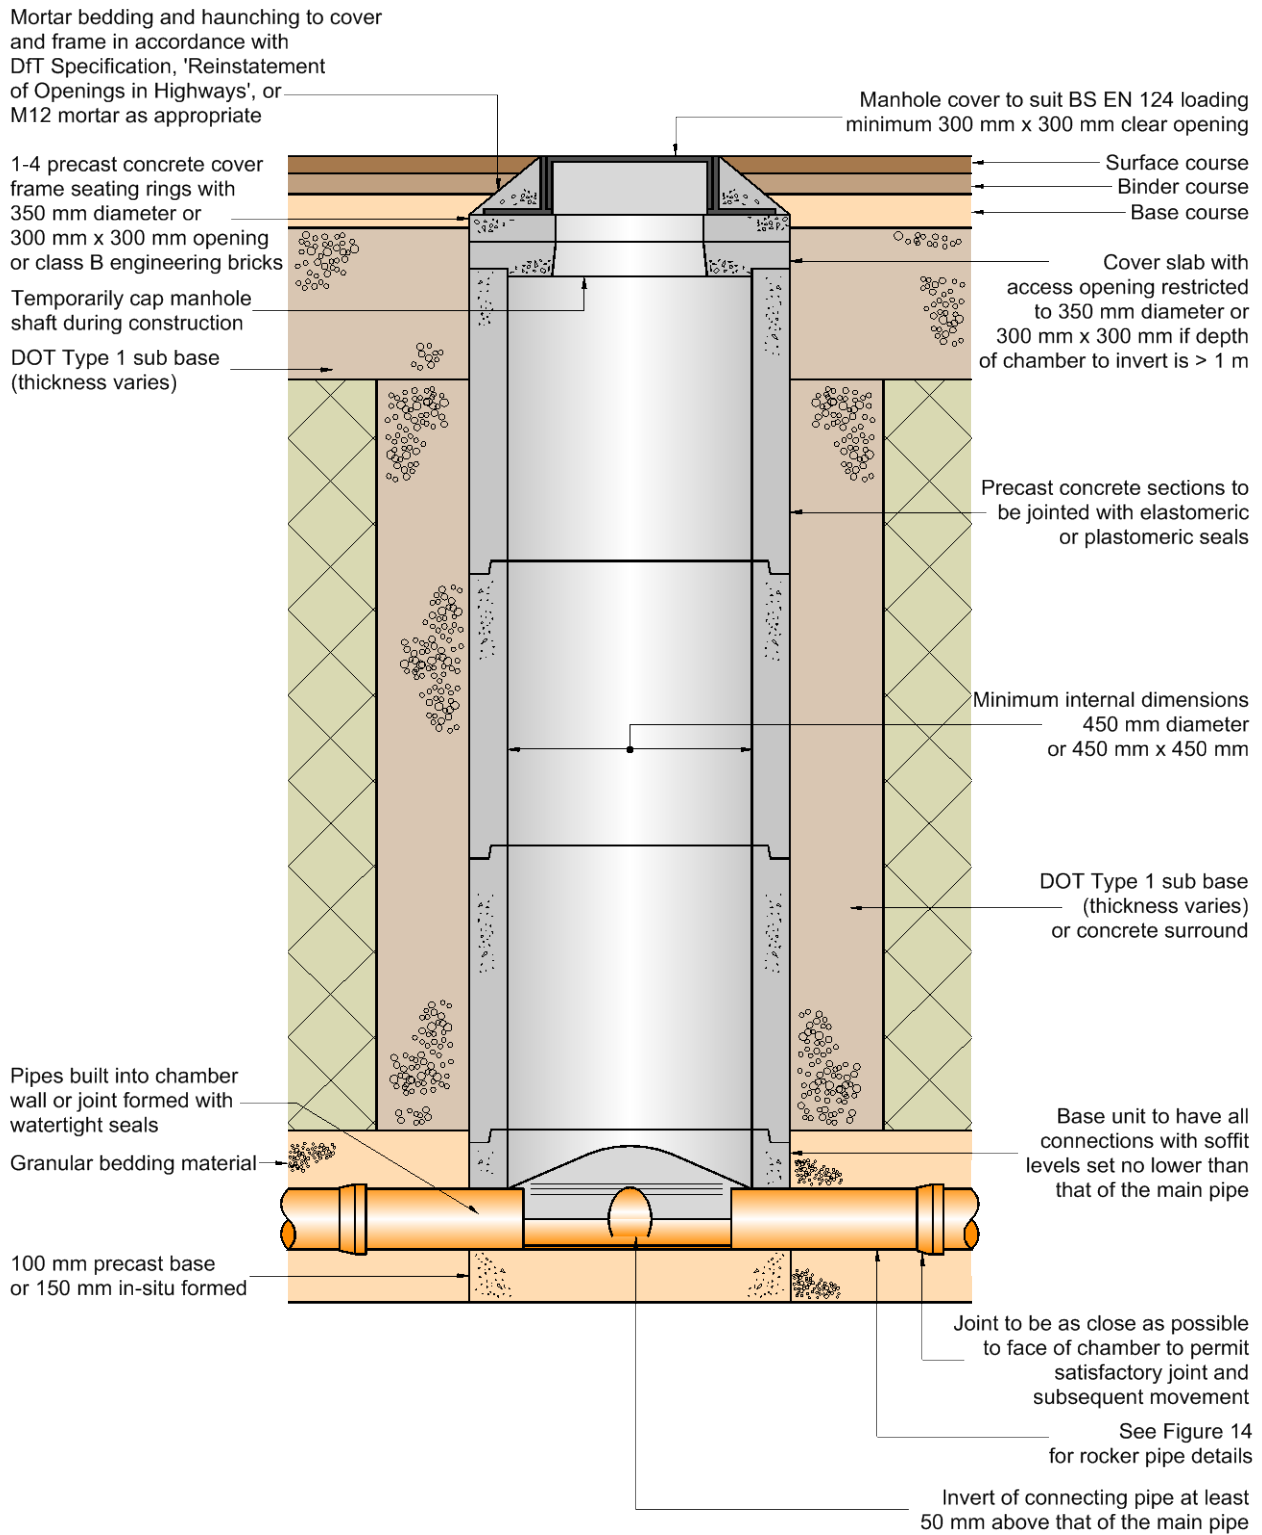 Mortar bedding and haunching to cover
and frame in accordance with
DfT Specification, 'Reinstatement
of Openings in Highways', or
M12 mortar as appropriate
1-4 precast concrete cover
frame seating rings with
350 mm diameter or
300 mm x 300 mm opening
or class B engineering bricks
Temporarily cap manhole
shaft during construction
DOT Type 1 sub base
(thickness varies)
Pipes built into chamber
wall or joint formed with
watertight seals
Granular bedding material
100 mm precast base
or 150 mm in-situ formed
Manhole cover to suit BS EN 124 loading
minimum 300 mm x 300 mm clear opening
Surface course
Binder course
Base course
Cover slab with
access opening restricted
to 350 mm diameter or
300 mm x 300 mm if depth
of chamber to invert is > 1 m
Precast concrete sections to
be jointed with elastomeric
or plastomeric seals
Minimum internal dimensions
450 mm diameter
or 450 mm x 450 mm
DOT Type 1 sub base
(thickness varies)
or concrete surround
Base unit to have all
connections with soffit
levels set no lower than
that of the main pipe
Joint to be as close as possible
to face of chamber to permit
satisfactory joint and
subsequent movement
See Figure 14
for rocker pipe details
Invert of connecting pipe at least
50 mm above that of the main pipe